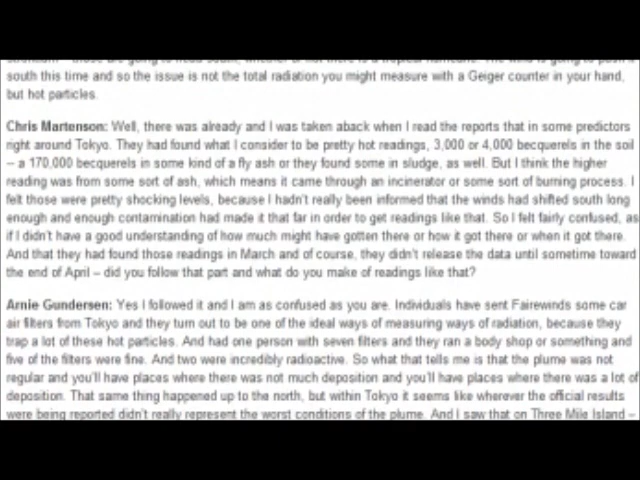 south this time and so the issue is not the total radiation you might measure with a Geiger counter in your hand,
but hot particles.
Chris Martenson: Well, there was already and I was taken aback when I read the reports that in some predictors
right around Tokyo. They had found what I consider to be pretty hot readings, 3,000 or 4,000 becquerels in the soil
– a 170,000 becquerels in some kind of a fly ash or they found some in sludge, as well. But I think the higher
reading was from some sort of ash, which means it came through an incinerator or some sort of burning process. I
felt those were pretty shocking levels, because I hadn't really been informed that the winds had shifted south long
enough and enough contamination had made it that far in order to get readings like that. So I felt fairly confused, as
if I didn't have a good understanding of how much might have gotten there or how it got there or when it got there.
And that they had found those readings in March and of course, they didn't release the data until sometime toward
the end of April – did you follow that part and what do you make of readings like that?
Arnie Gundersen: Yes I followed it and I am as confused as you are. Individuals have sent Fairewinds some car
air filters from Tokyo and they turn out to be one of the ideal ways of measuring ways of radiation, because they
trap a lot of these hot particles. And had one person with seven filters and they ran a body shop or something and
five of the filters were fine. And two were incredibly radioactive. So what that tells me is that the plume was not
regular and you'll have places where there was not much deposition and you'll have places where there was a lot of
deposition. That same thing happened up to the north, but within Tokyo it seems like wherever the official results
were being reported didn't really represent the worst conditions of the plume. And I saw that on Three Mile Island –